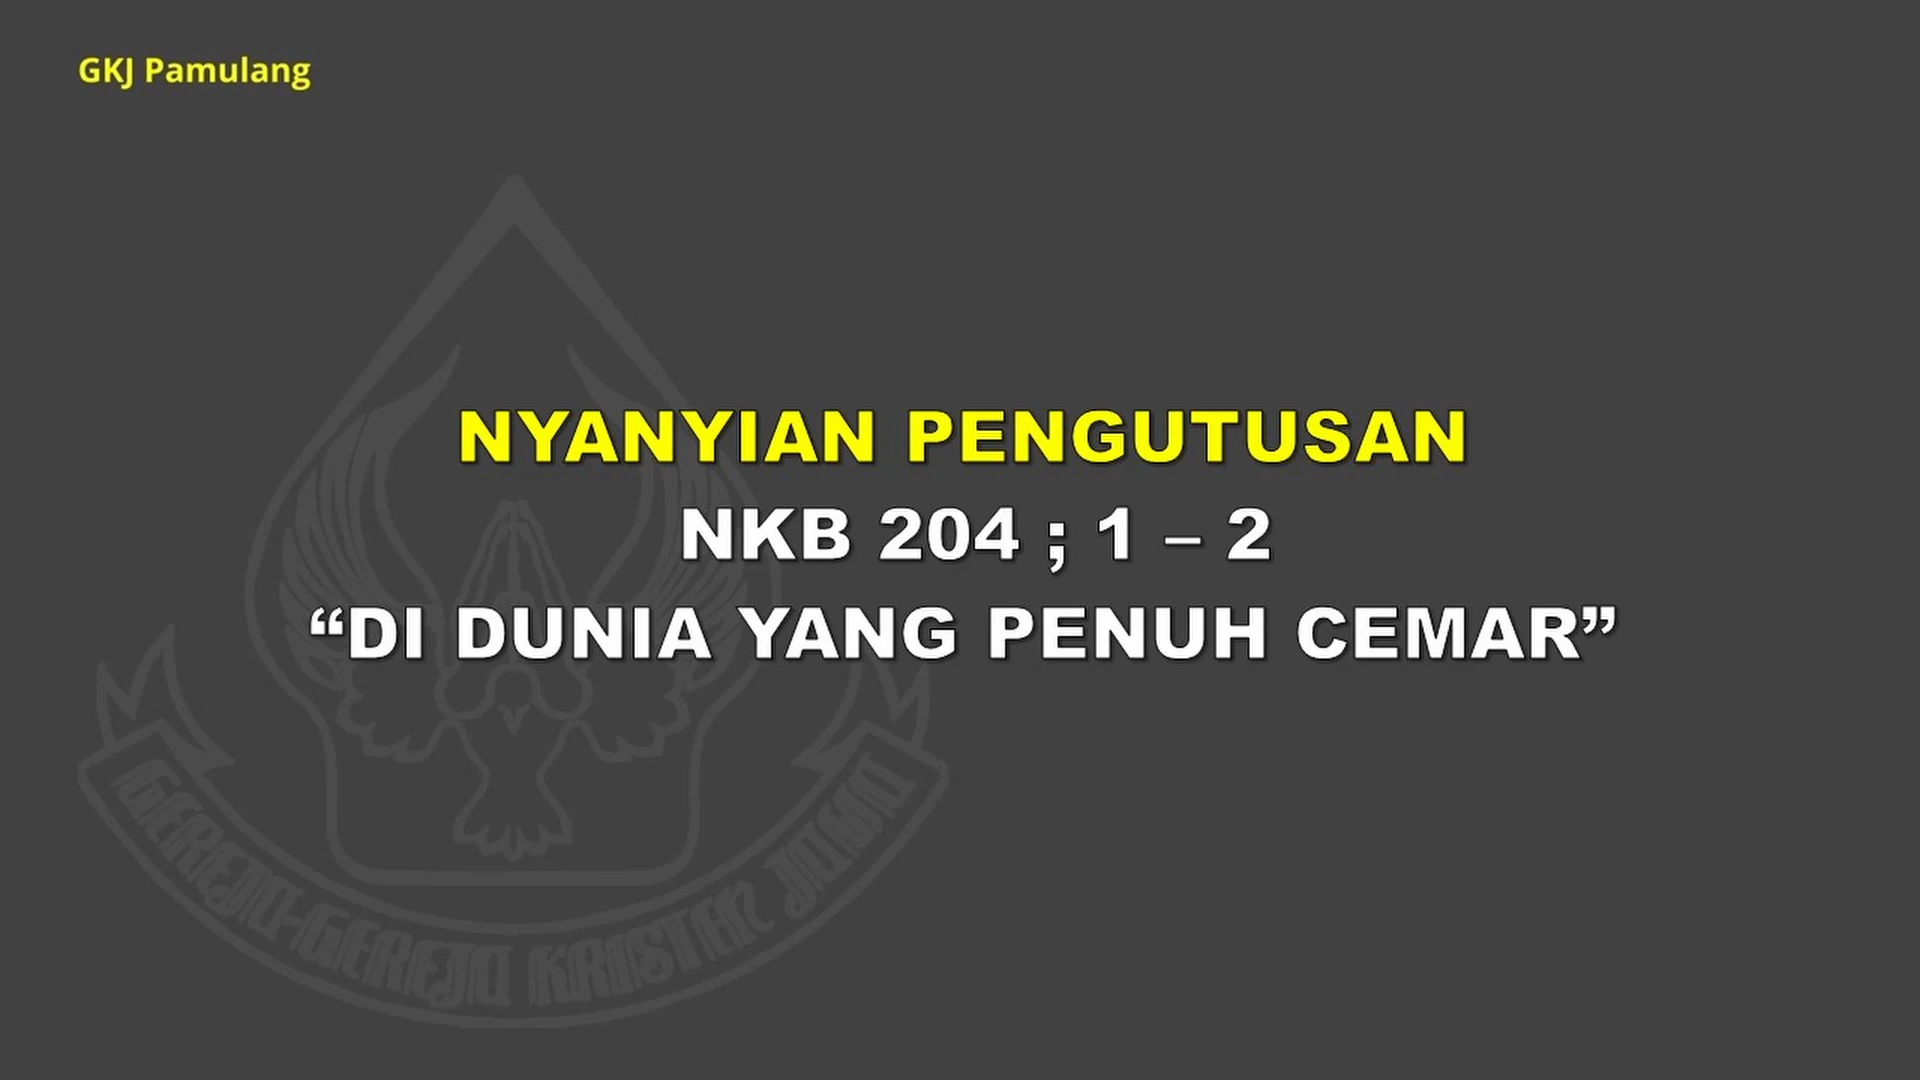 GKJ Pamulang
NYANYIAN PENGUTUSAN
NKB 204 ; 1 – 2
“DI DUNIA YANG PENUH CEMAR”
GEREJA-GEREJA KRISTEN JAWA